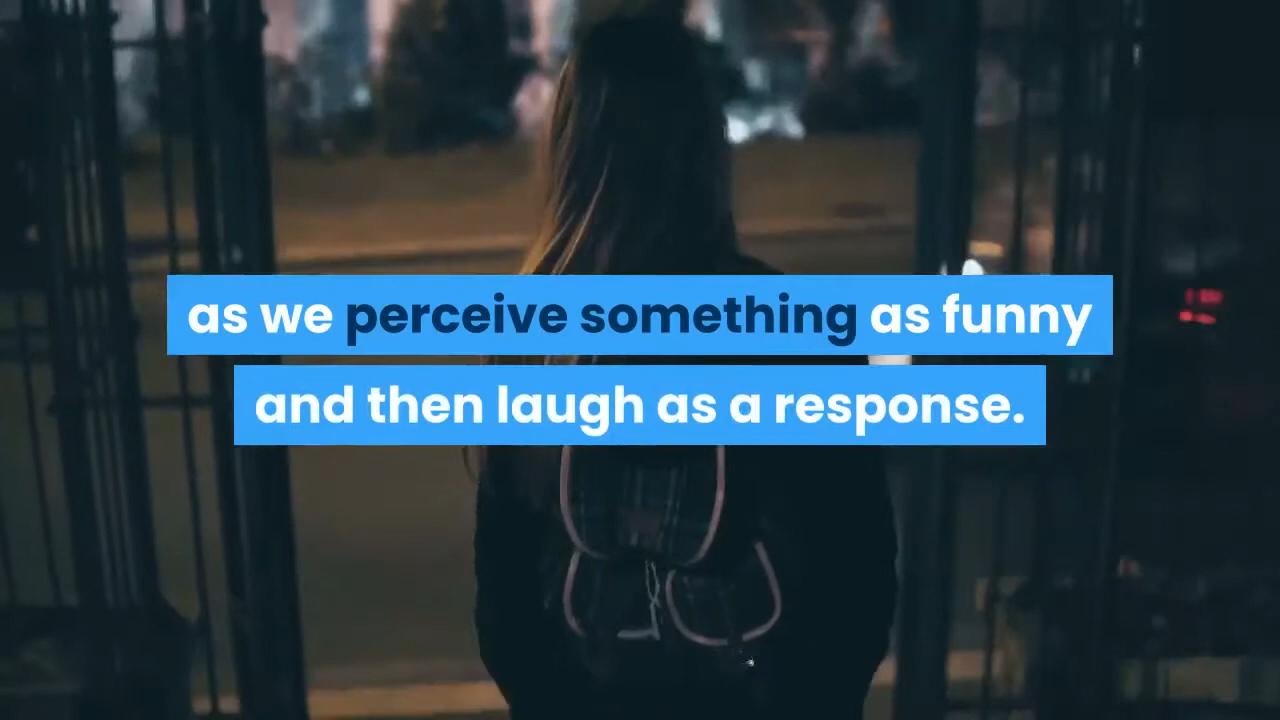 as we perceive something as funny
and then laugh as a response.